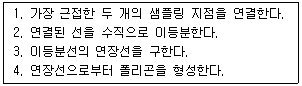 1. 가장 근접한 두 개의 샘플링 지점을 연결한다.
2. 연결된 선을 수직으로 이등분한다.
3. 이등분선의 연장선을 구한다.
4. 연장선으로부터 폴리곤을 형성한다.